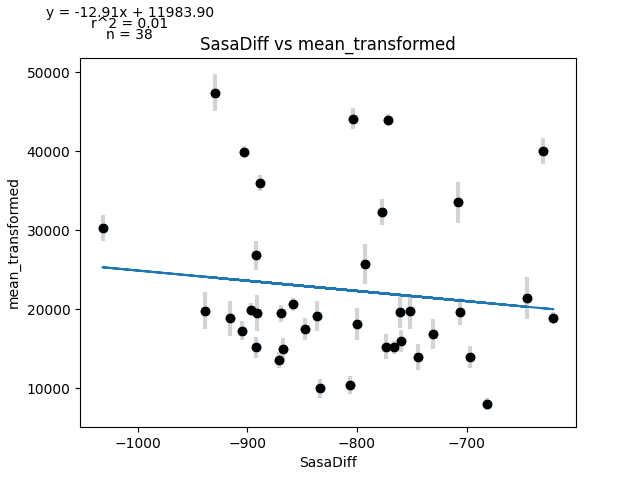 y = -12.91x + 11983.90
r^2 = 0.01
n = 38
SasaDiff vs mean_transformed
50000
40000
30000
20000
10000
mean_transformed
−1000
−900
−800
−700
SasaDiff